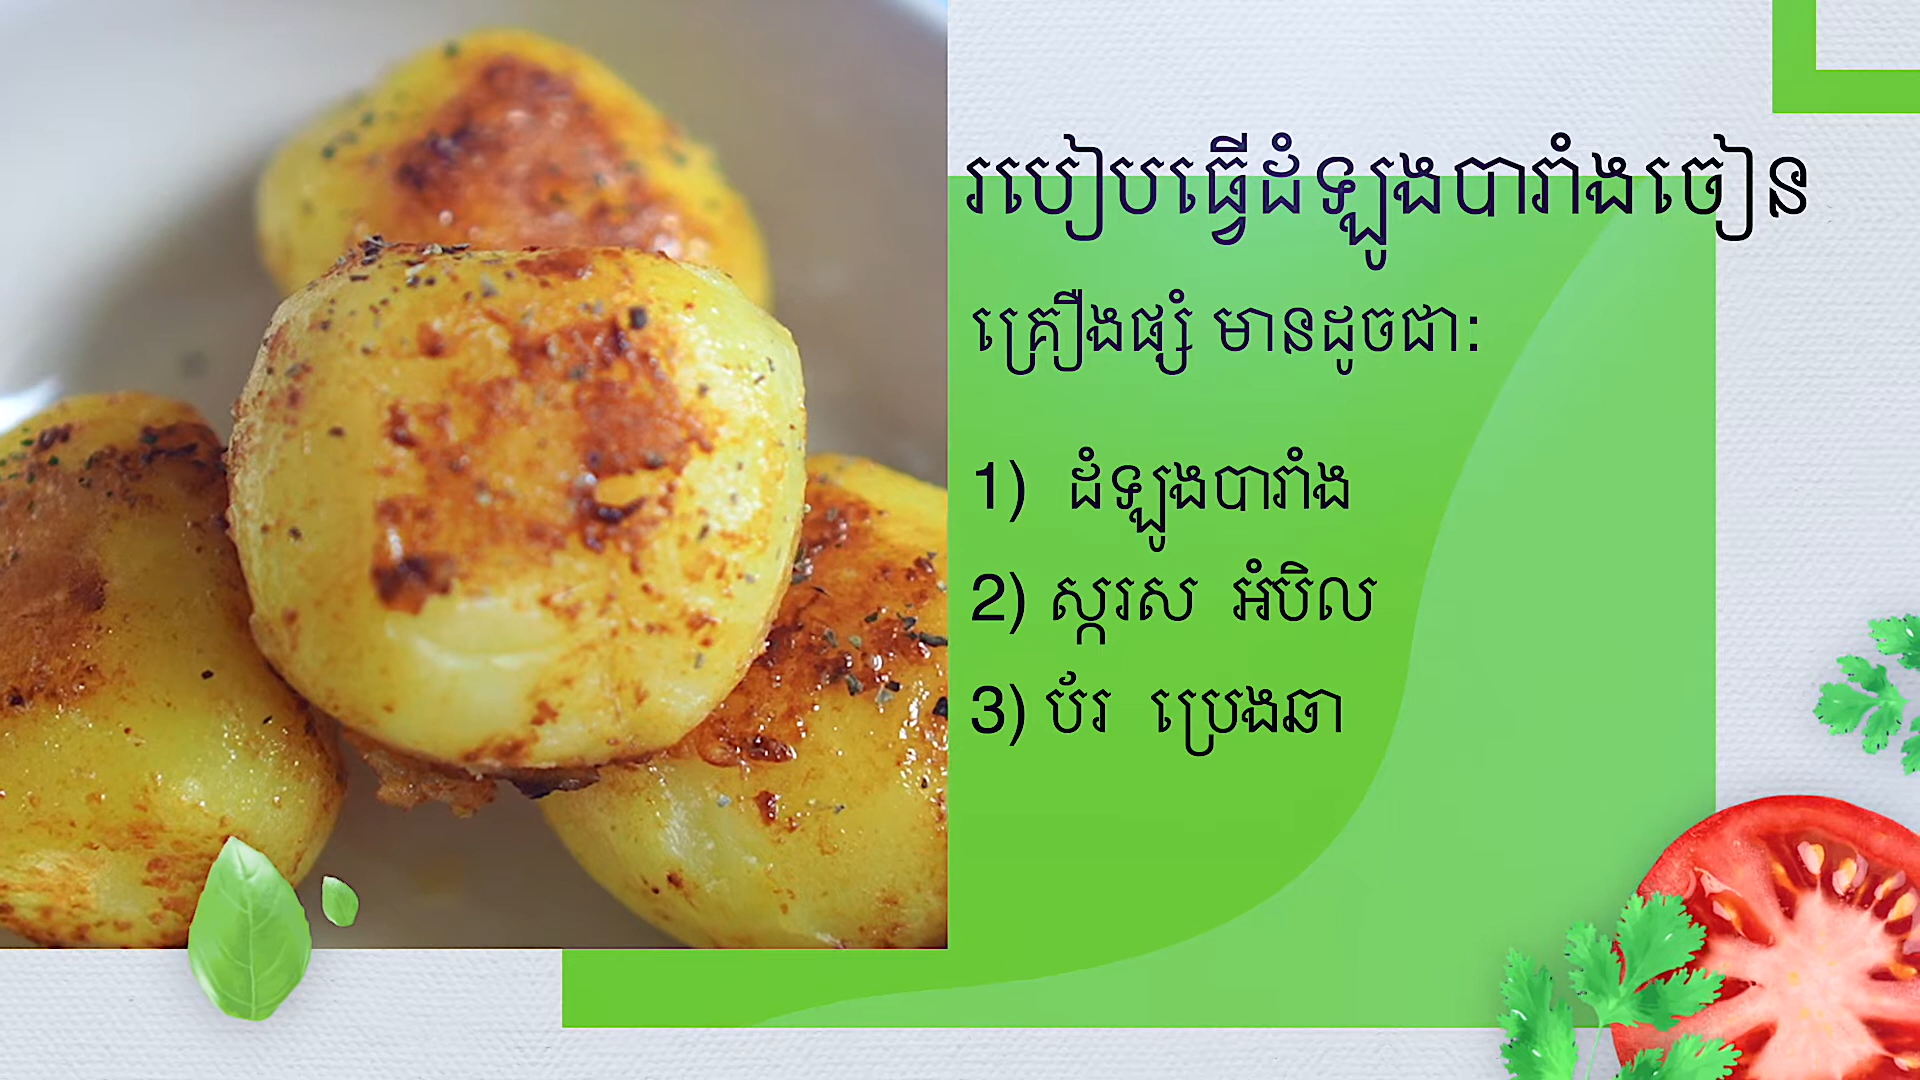 របៀបធ្វើដំឡូងបារាំងចៀន
គ្រឿងផ្សំ មានដូចជា:
1) ដំឡូងបារាំង
2) ស្ករស អំបិល
3) ប័រ ប្រេងឆា